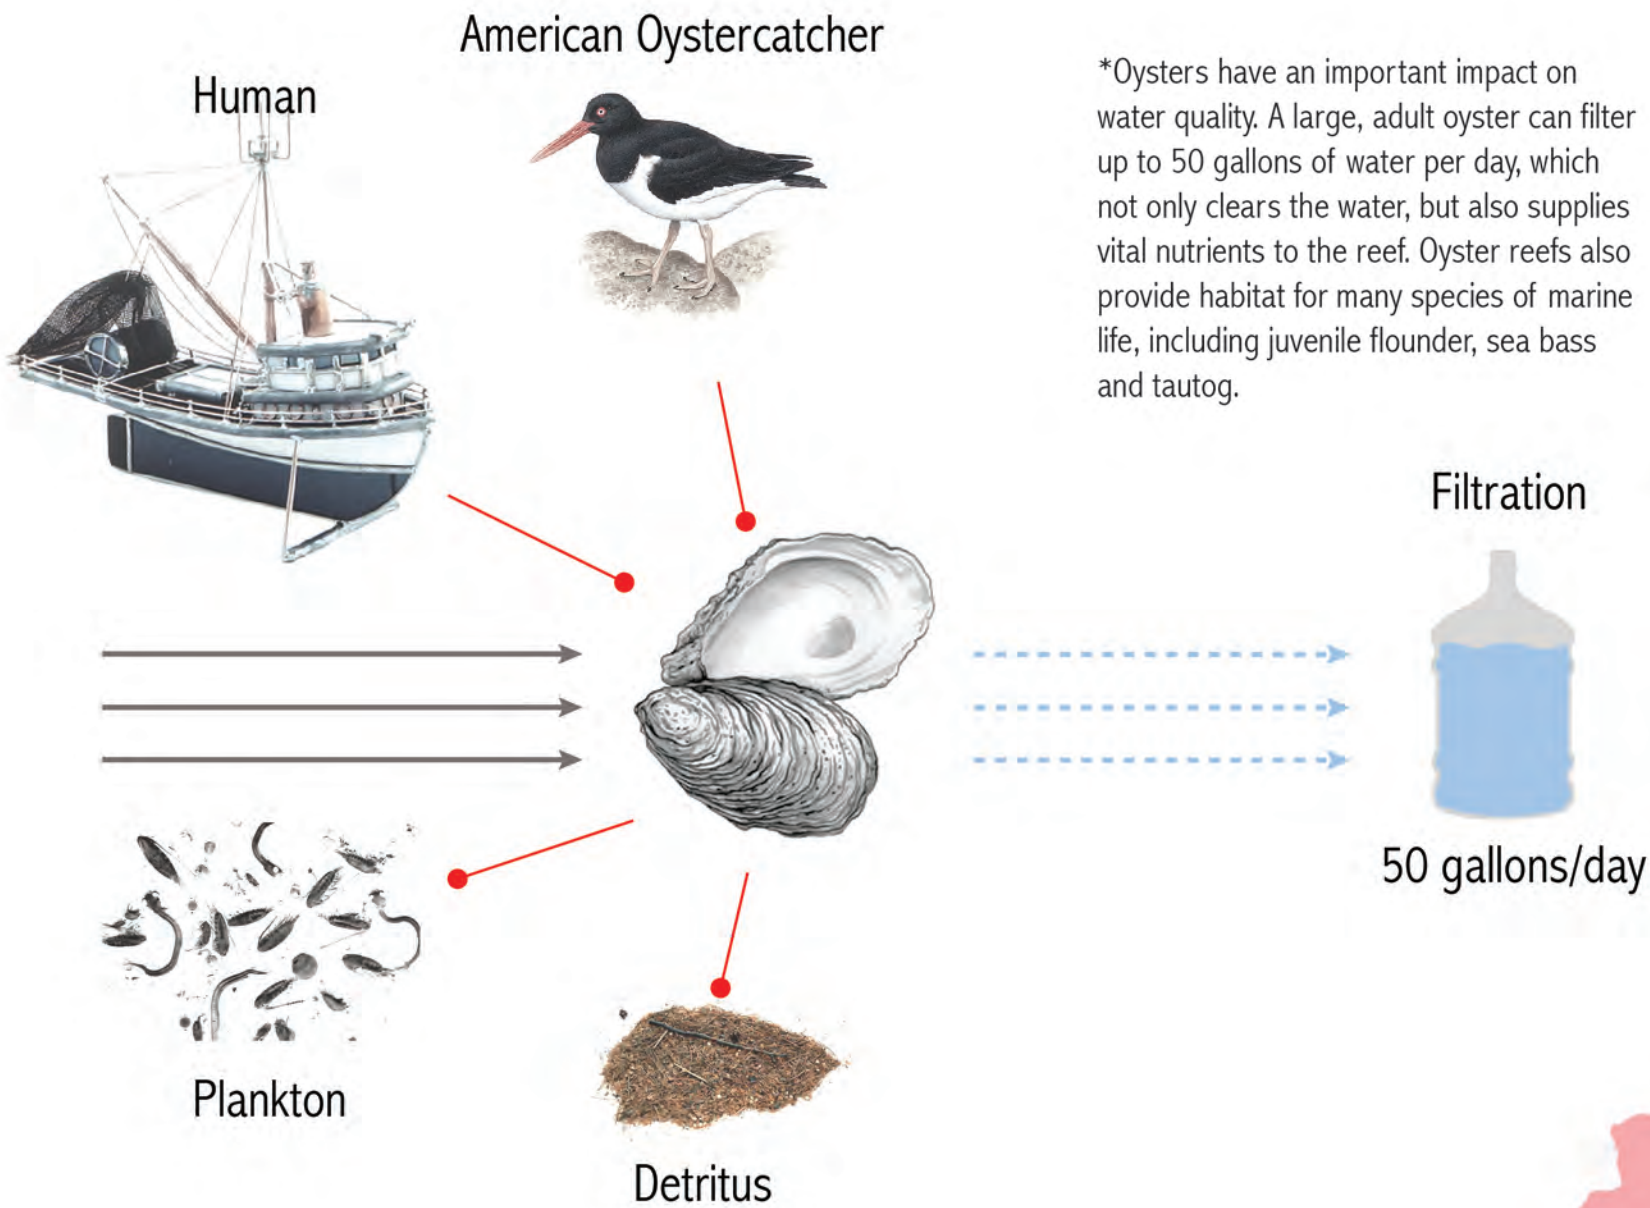 American Oystercatcher
Human
*Oysters have an important impact on
water quality. A large, adult oyster can filter
up to 50 gallons of water per day, which
not only clears the water, but also supplies
vital nutrients to the reef. Oyster reefs also
provide habitat for many species of marine
life, including juvenile flounder, sea bass
and tautog.
Filtration
50 gallons/day
Plankton
Detritus